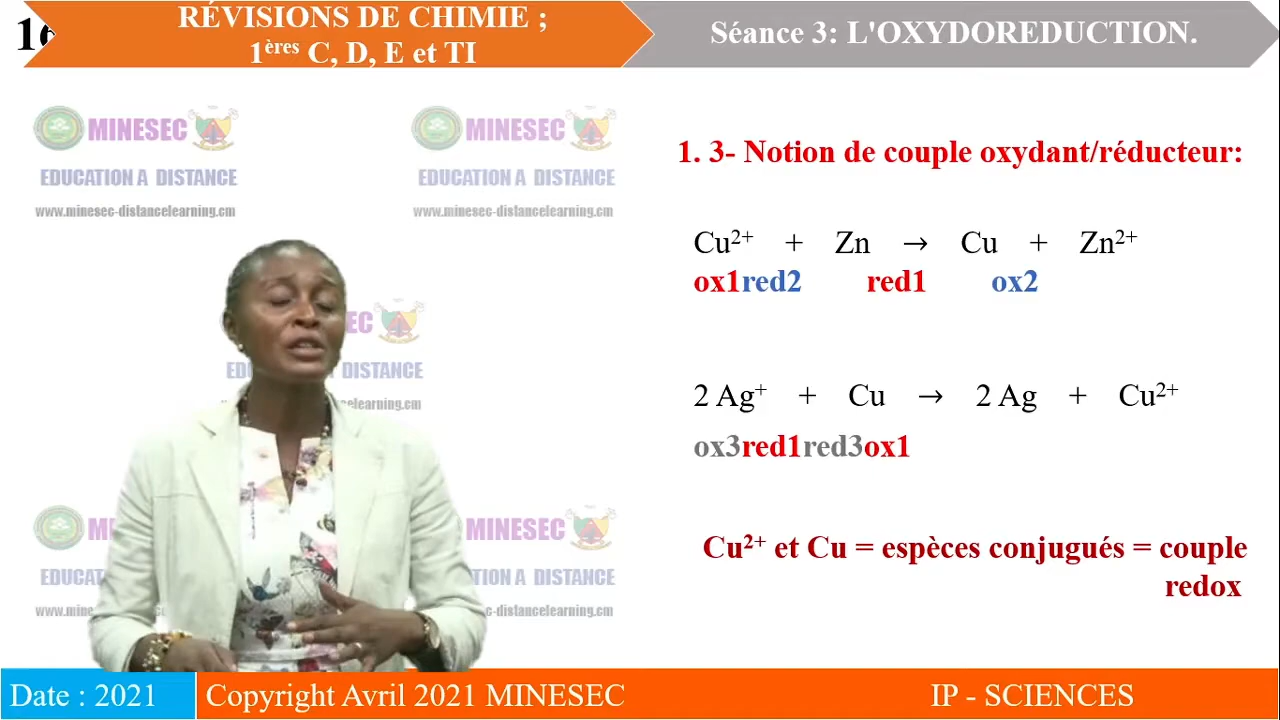 16
RÉVISIONS DE CHIMIE ;
1ères C, D, E et TI
Séance 3: L'OXYDOREDUCTION.
MINESEC
EDUCATION A DISTANCE
www.minesec-distancelearning.cm
MINESEC
EDUCATION A DISTANCE
www.minesec-distancelearning.cm
1. 3- Notion de couple oxydant/réducteur:
Cu²⁺ + Zn → Cu + Zn²⁺
ox1red2 red1 ox2
2 Ag⁺ + Cu → 2 Ag + Cu²⁺
ox3red1red3ox1
Cu²⁺ et Cu = espèces conjugués = couple
redox
MINESEC
Date : 2021
Copyright Avril 2021 MINESEC
IP - SCIENCES